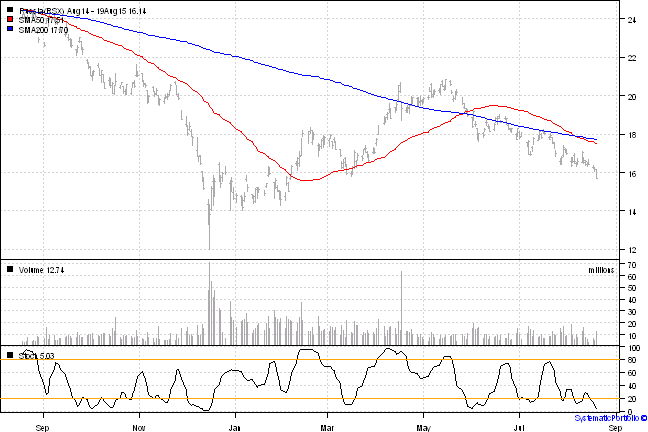 Russia(RSX) Aug14 - 19Aug15 16.14
SMA50 17.51
SMA200 17.70
24
22
20
18
16
14
12
Volume 12.74
millions
70
60
50
40
30
20
10
Stoch 5.03
100
80
60
40
20
0
Sep Nov Jan Mar May Jul Sep
SystematicPortfolio ©